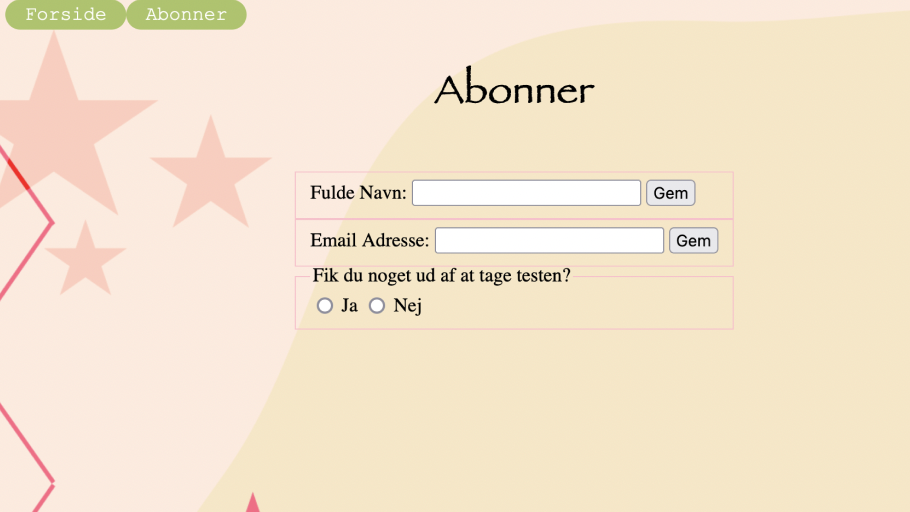 Forside Abonner
Abonner
Fulde Navn: Gem
Email Adresse: Gem
Fik du noget ud af at tage testen?
Ja Nej